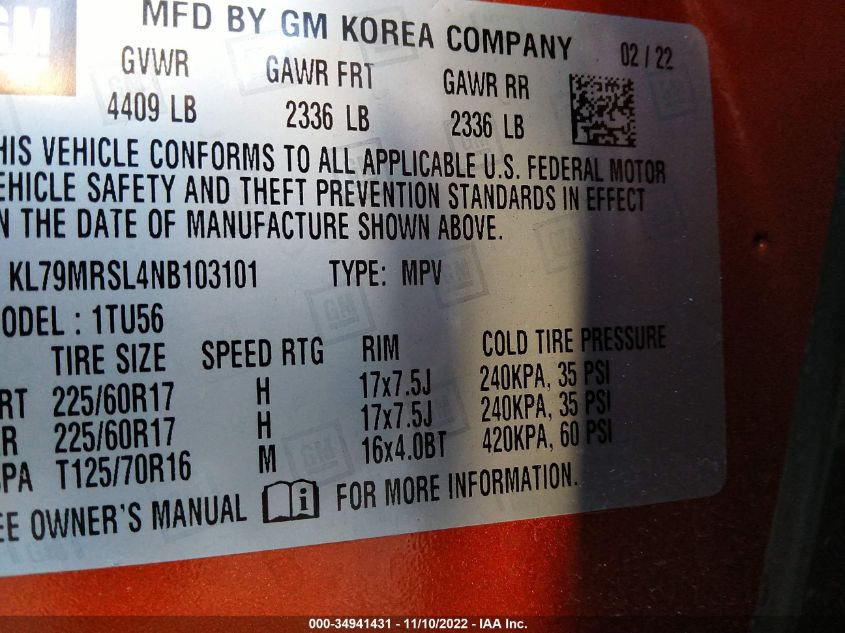 GM
MFD BY GM KOREA COMPANY 02 / 22
GVWR GAWR FRT GAWR RR
4409 LB 2336 LB 2336 LB
HIS VEHICLE CONFORMS TO ALL APPLICABLE U.S. FEDERAL MOTOR
EHICLE SAFETY AND THEFT PREVENTION STANDARDS IN EFFECT
N THE DATE OF MANUFACTURE SHOWN ABOVE.
KL79MRSL4NB103101 TYPE: MPV
ODEL : 1TU56
TIRE SIZE SPEED RTG RIM COLD TIRE PRESSURE
RT 225/60R17 H 17x7.5J 240KPA, 35 PSI
R 225/60R17 H 17x7.5J 240KPA, 35 PSI
SPA T125/70R16 M 16x4.0BT 420KPA, 60 PSI
EE OWNER'S MANUAL i FOR MORE INFORMATION.
000-34941431 - 11/10/2022 - IAA Inc.